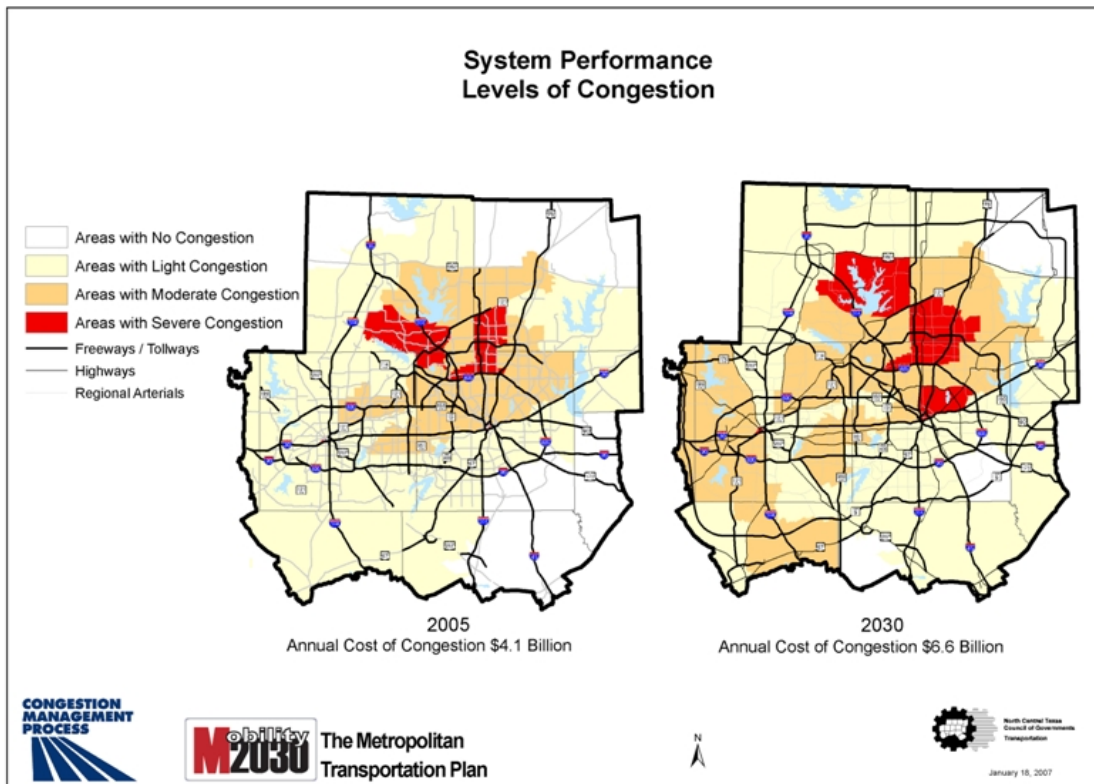 System Performance
Levels of Congestion
Areas with No Congestion
Areas with Light Congestion
Areas with Moderate Congestion
Areas with Severe Congestion
Freeways / Tollways
Highways
Regional Arterials
2005
Annual Cost of Congestion $4.1 Billion
2030
Annual Cost of Congestion $6.6 Billion
CONGESTION
MANAGEMENT
PROCESS
Mobility
2030
The Metropolitan
Transportation Plan
N
North Central Texas
Council of Governments
Transportation
January 18, 2007